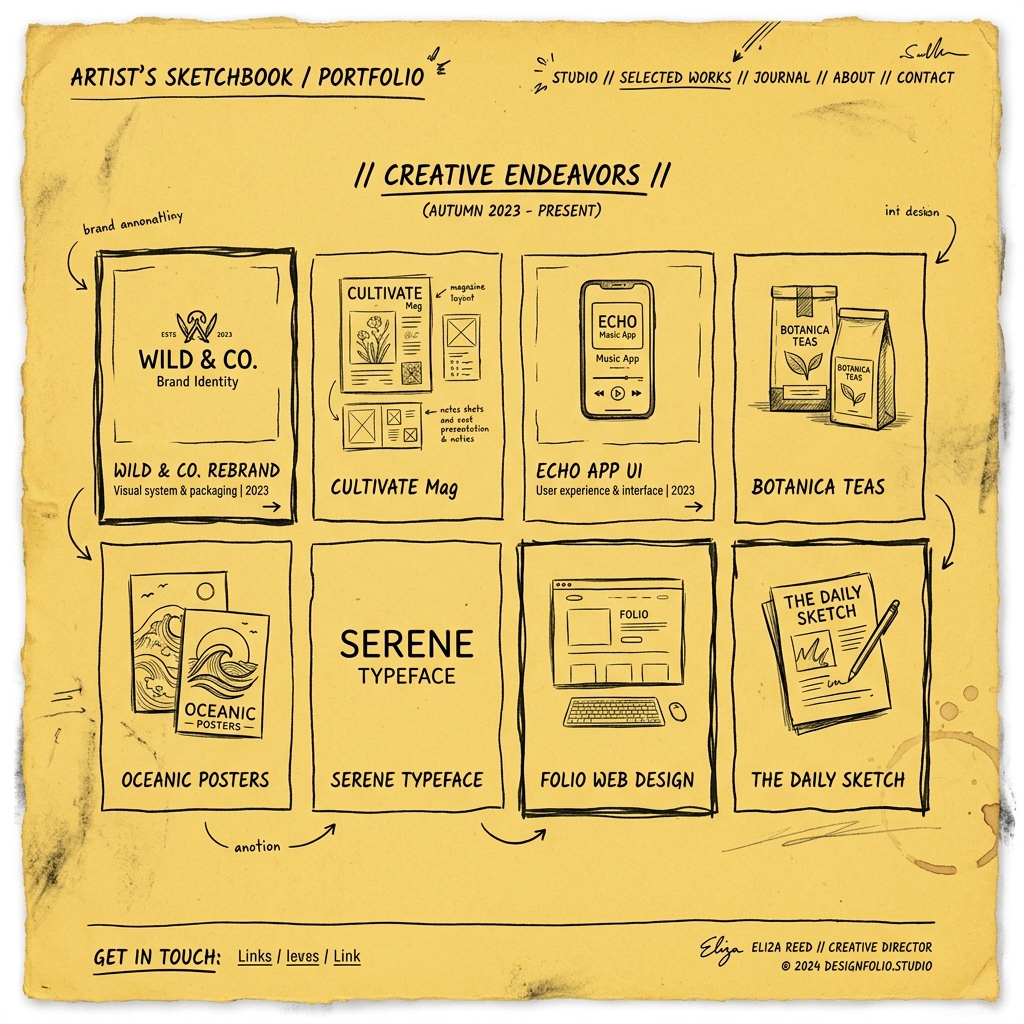 ARTIST'S SKETCHBOOK / PORTFOLIO
STUDIO // SELECTED WORKS // JOURNAL // ABOUT // CONTACT
// CREATIVE ENDEAVORS //
(AUTUMN 2023 - PRESENT)
brand annonatliny
int design
ESTS 2023
WILD & CO.
Brand Identity
WILD & CO. REBRAND
Visual system & packaging | 2023
CULTIVATE
Meg
magazine
layout
notes shets
and cost
presentation
& noties
CULTIVATE Mag
ECHO
Music App
Music App
ECHO APP UI
User experience & interface | 2023
BOTANICA
TEAS
BOTANICA
TEAS
BOTANICA TEAS
OCEANIC
POSTERS
OCEANIC POSTERS
SERENE
TYPEFACE
SERENE TYPEFACE
FOLIO
FOLIO WEB DESIGN
THE DAILY
SKETCH
THE DAILY SKETCH
anotion
GET IN TOUCH: Links / leves / Link
Eliza ELIZA REED // CREATIVE DIRECTOR
© 2024 DESIGNFOLIO.STUDIO